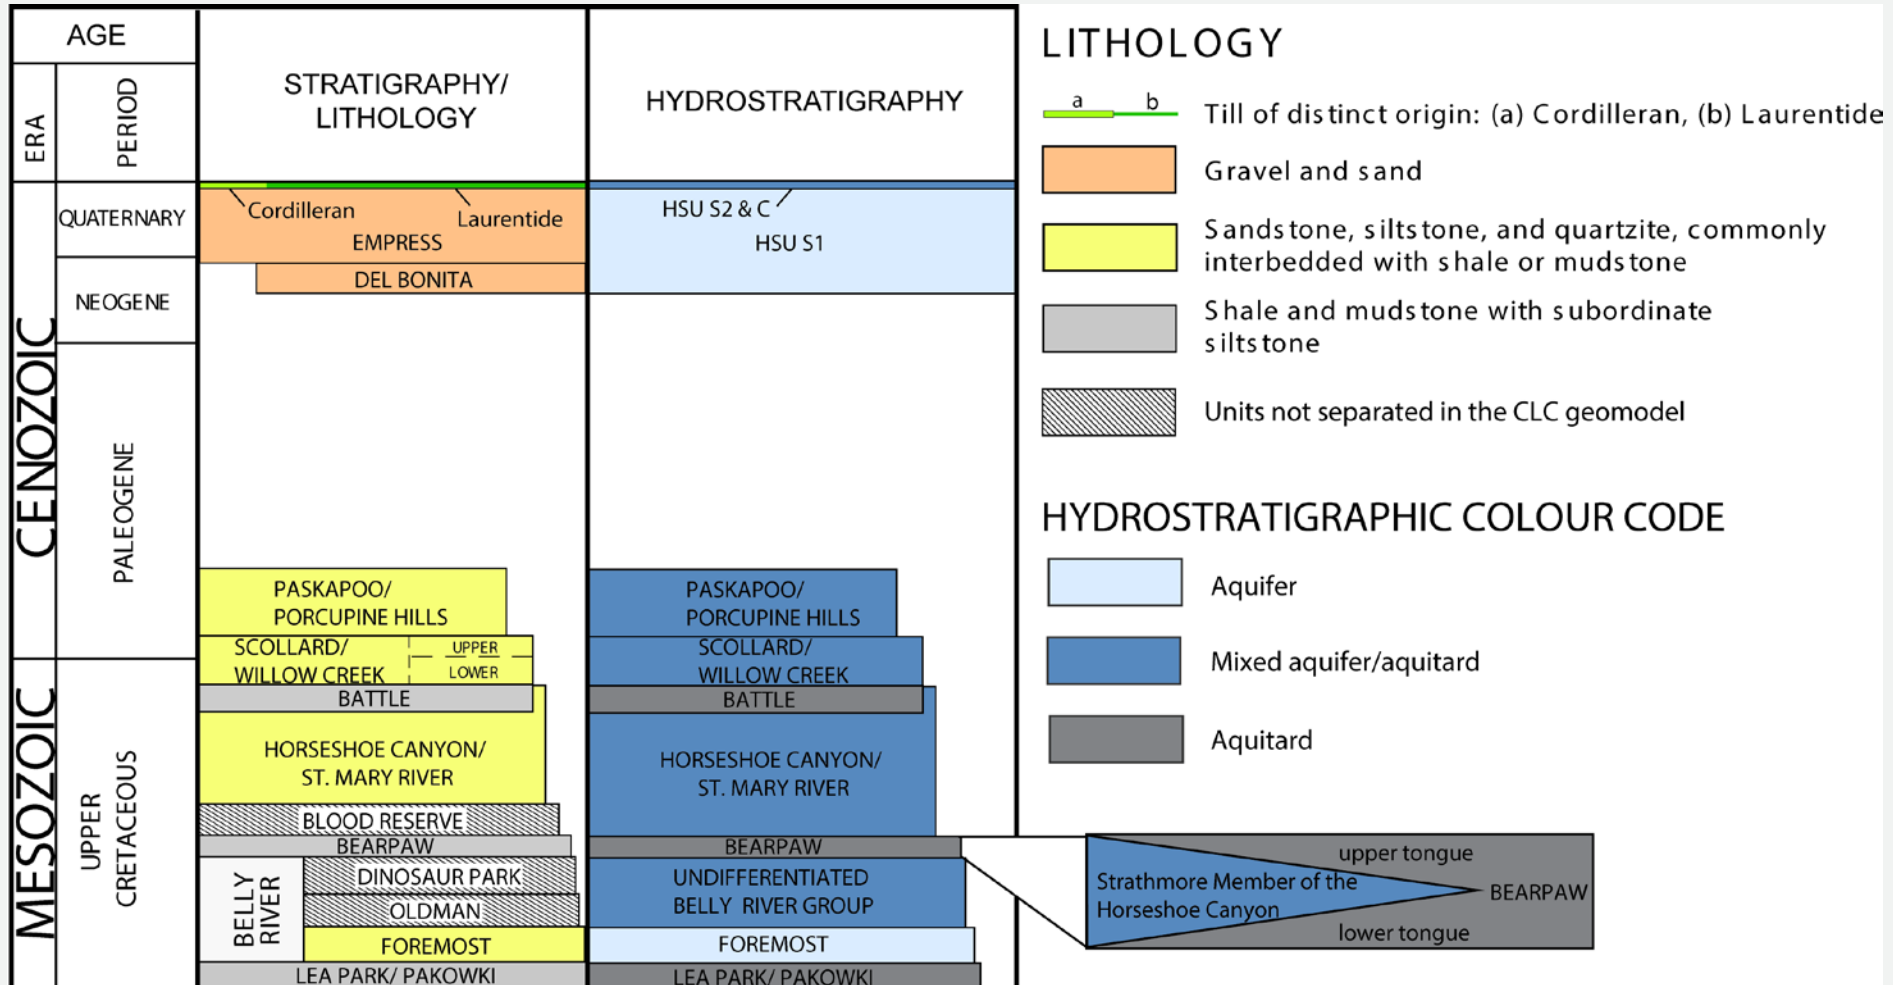 AGE
ERA
PERIOD
STRATIGRAPHY/
LITHOLOGY
HYDROSTRATIGRAPHY
CENOZOIC
MESOZOIC
QUATERNARY
NEOGENE
PALEOGENE
UPPER
CRETACEOUS
Cordilleran
Laurentide
EMPRESS
DEL BONITA
PASKAPOO/
PORCUPINE HILLS
SCOLLARD/
WILLOW CREEK
UPPER
LOWER
BATTLE
HORSESHOE CANYON/
ST. MARY RIVER
BLOOD RESERVE
BEARPAW
BELLY
RIVER
DINOSAUR PARK
OLDMAN
FOREMOST
LEA PARK/ PAKOWKI
HSU S2 & C
HSU S1
PASKAPOO/
PORCUPINE HILLS
SCOLLARD/
WILLOW CREEK
BATTLE
HORSESHOE CANYON/
ST. MARY RIVER
BEARPAW
UNDIFFERENTIATED
BELLY RIVER GROUP
FOREMOST
LEA PARK/ PAKOWKI
LITHOLOGY
a b
Till of distinct origin: (a) Cordilleran, (b) Laurentide
Gravel and sand
Sandstone, siltstone, and quartzite, commonly
interbedded with shale or mudstone
Shale and mudstone with subordinate
siltstone
Units not separated in the CLC geomodel
HYDROSTRATIGRAPHIC COLOUR CODE
Aquifer
Mixed aquifer/aquitard
Aquitard
upper tongue
Strathmore Member of the
Horseshoe Canyon
BEARPAW
lower tongue